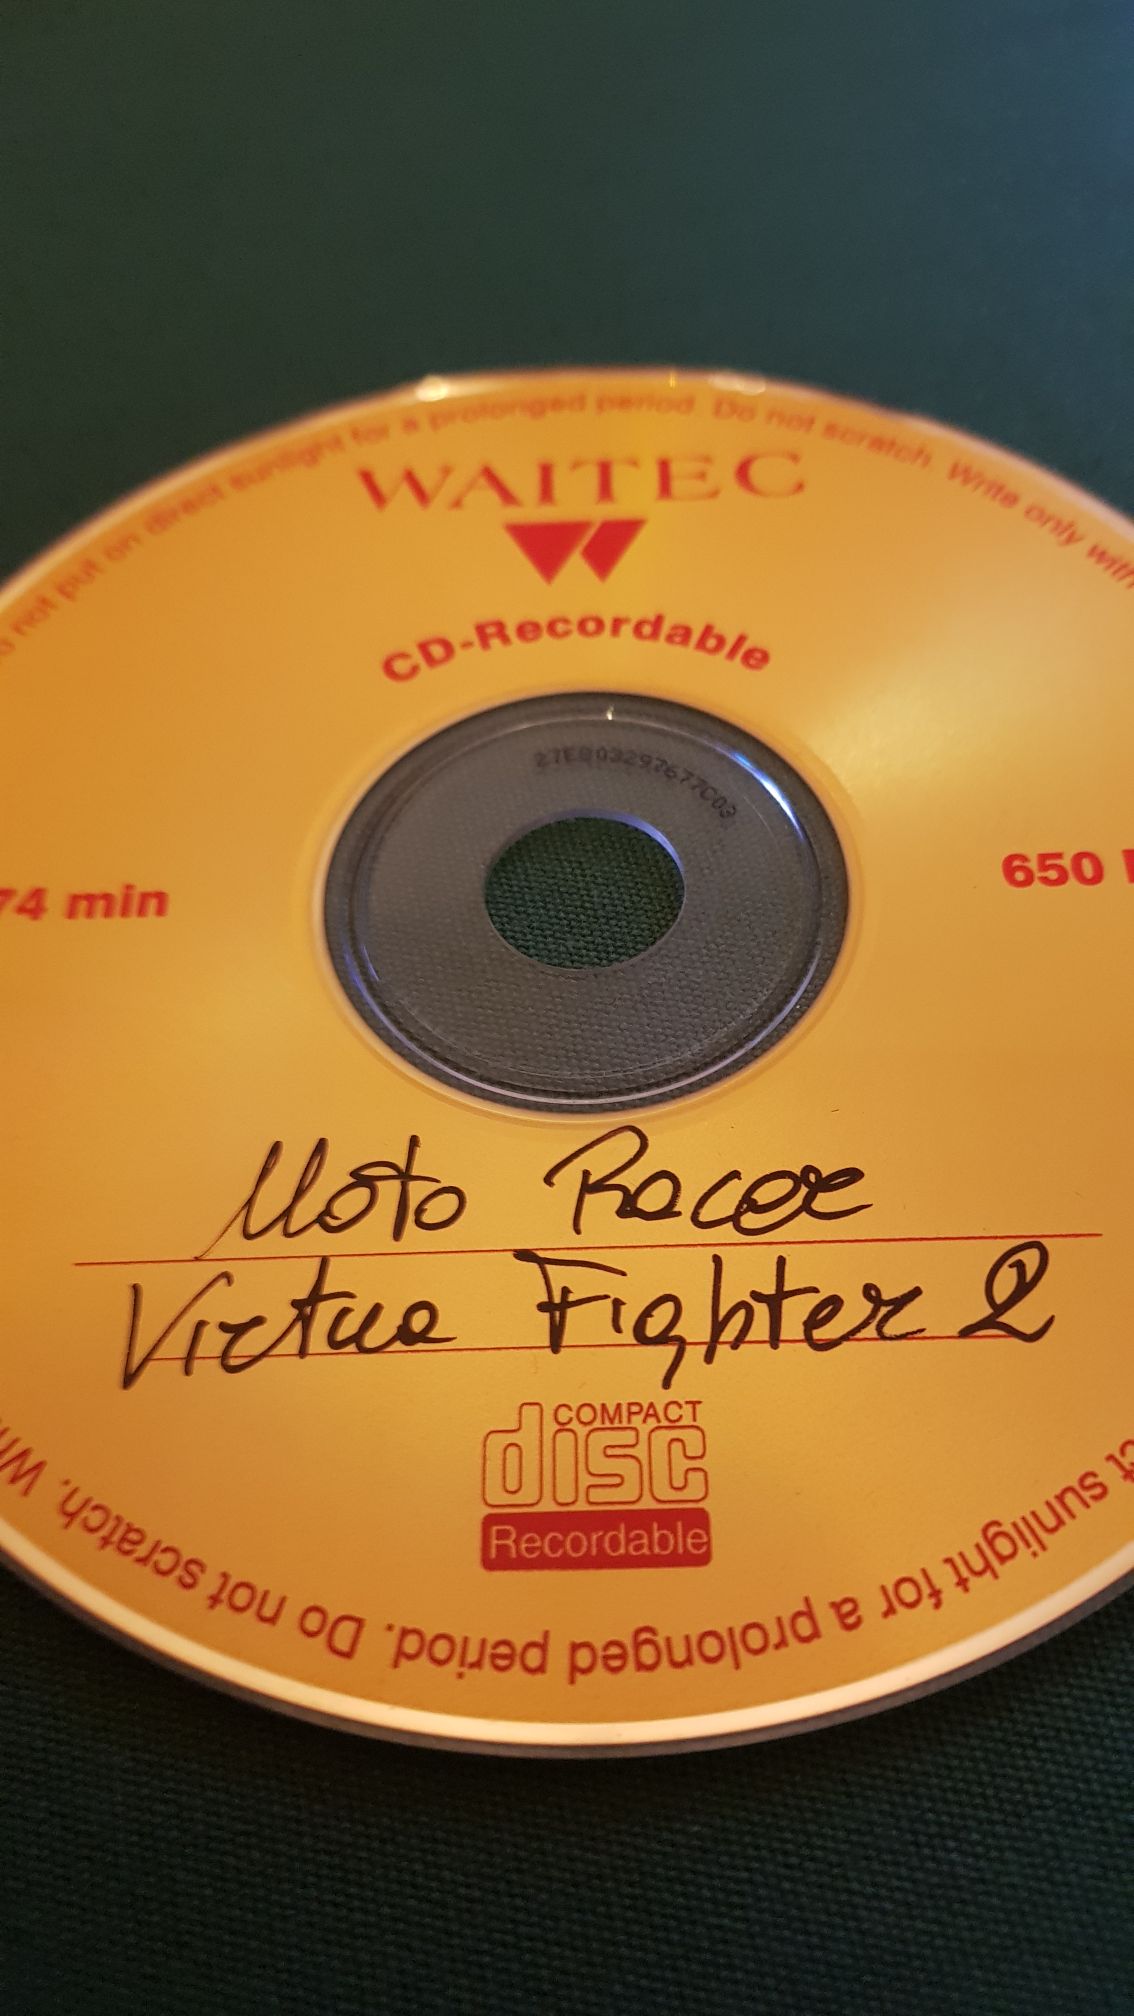 not put on direct sunlight for a prolonged period. Do not scratch. Write only with
WAITEC
CD-Recordable
74 min
650
Moto Racer
Virtua Fighter 2
COMPACT
disc
Recordable
sunlight for a prolonged period. Do not scratch.